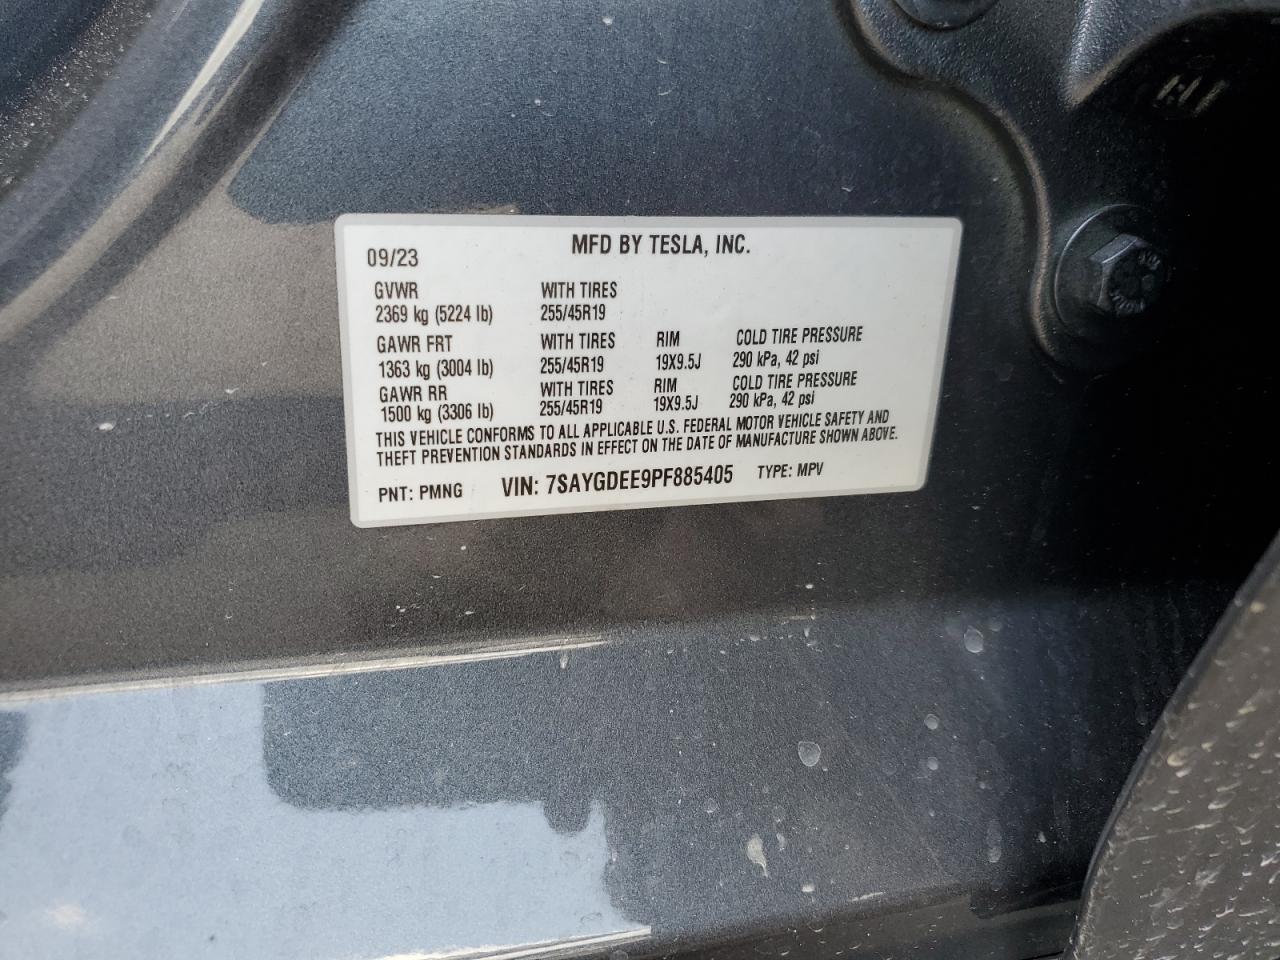 09/23 MFD BY TESLA, INC.
GVWR WITH TIRES
2369 kg (5224 lb) 255/45R19
GAWR FRT WITH TIRES RIM COLD TIRE PRESSURE
1363 kg (3004 lb) 255/45R19 19X9.5J 290 kPa, 42 psi
GAWR RR WITH TIRES RIM COLD TIRE PRESSURE
1500 kg (3306 lb) 255/45R19 19X9.5J 290 kPa, 42 psi
THIS VEHICLE CONFORMS TO ALL APPLICABLE U.S. FEDERAL MOTOR VEHICLE SAFETY AND
THEFT PREVENTION STANDARDS IN EFFECT ON THE DATE OF MANUFACTURE SHOWN ABOVE.
PNT: PMNG VIN: 7SAYGDEE9PF885405 TYPE: MPV